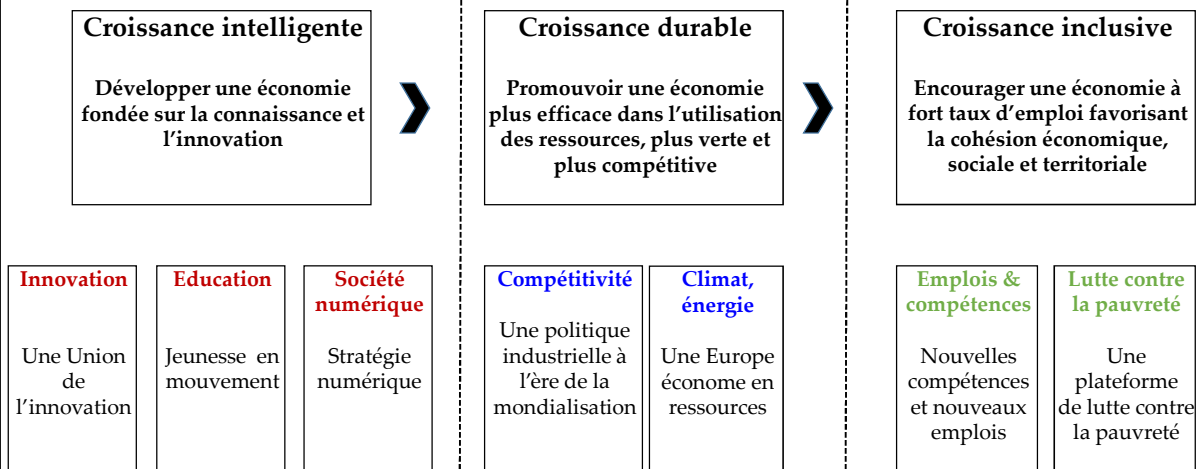 Croissance intelligente
Développer une économie
fondée sur la connaissance et
l'innovation
Croissance durable
Promouvoir une économie
plus efficace dans l'utilisation
des ressources, plus verte et
plus compétitive
Croissance inclusive
Encourager une économie à
fort taux d'emploi favorisant
la cohésion économique,
sociale et territoriale
Innovation
Une Union
de
l'innovation
Education
Jeunesse en
mouvement
Société
numérique
Stratégie
numérique
Compétitivité
Une politique
industrielle à
l'ère de la
mondialisation
Climat,
énergie
Une Europe
économe en
ressources
Emplois &
compétences
Nouvelles
compétences
et nouveaux
emplois
Lutte contre
la pauvreté
Une
plateforme
de lutte contre
la pauvreté